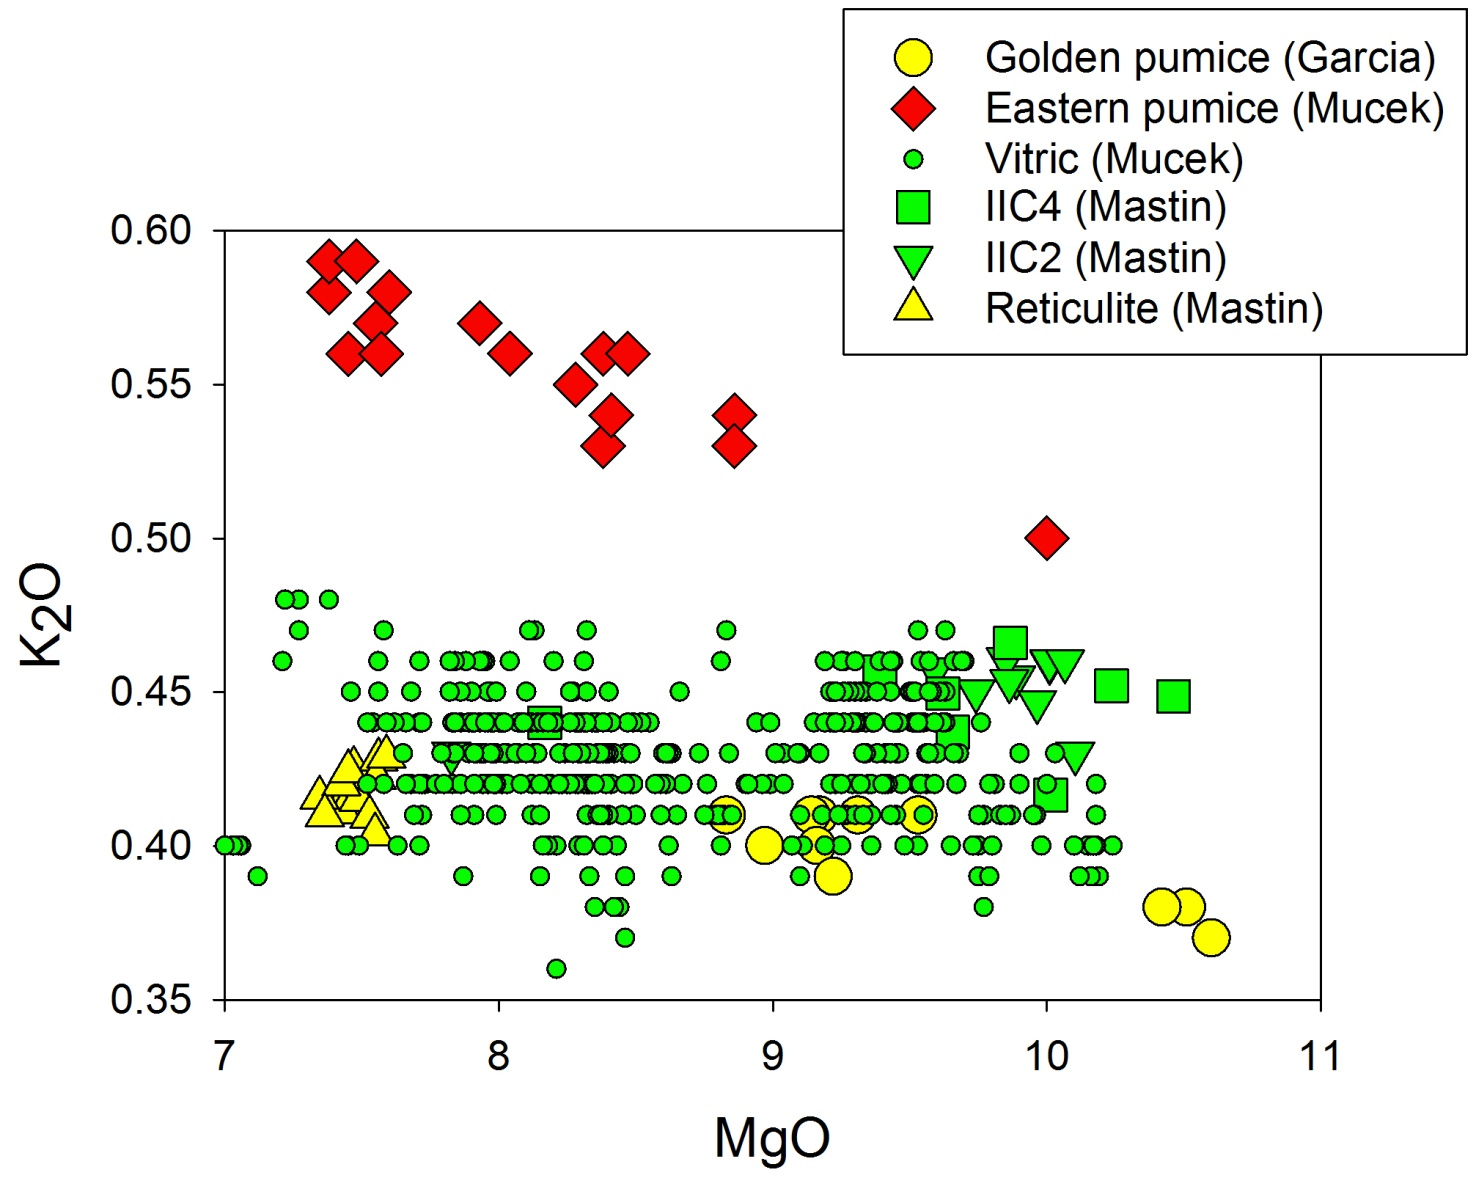 Golden pumice (Garcia)
Eastern pumice (Mucek)
Vitric (Mucek)
IIC4 (Mastin)
IIC2 (Mastin)
Reticulite (Mastin)
0.60
0.55
0.50
0.45
0.40
0.35
K2O
7 8 9 10 11
MgO